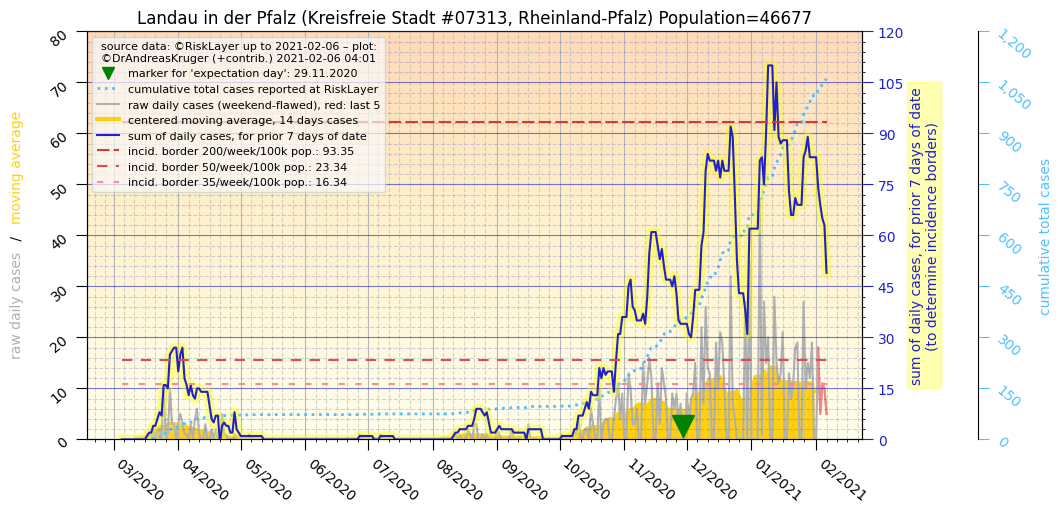 Landau in der Pfalz (Kreisfreie Stadt #07313, Rheinland-Pfalz) Population=46677
source data: ©RiskLayer up to 2021-02-06 – plot:
©DrAndreasKruger (+contrib.) 2021-02-06 04:01
marker for 'expectation day': 29.11.2020
cumulative total cases reported at RiskLayer
raw daily cases (weekend-flawed), red: last 5
centered moving average, 14 days cases
sum of daily cases, for prior 7 days of date
incid. border 200/week/100k pop.: 93.35
incid. border 50/week/100k pop.: 23.34
incid. border 35/week/100k pop.: 16.34
raw daily cases / moving average
80
70
60
50
40
30
20
10
0
03/2020
04/2020
05/2020
06/2020
07/2020
08/2020
09/2020
10/2020
11/2020
12/2020
01/2021
02/2021
120
105
90
75
60
45
30
15
0
sum of daily cases, for prior 7 days of date
(to determine incidence borders)
1,200
1,050
900
750
600
450
300
150
0
cumulative total cases